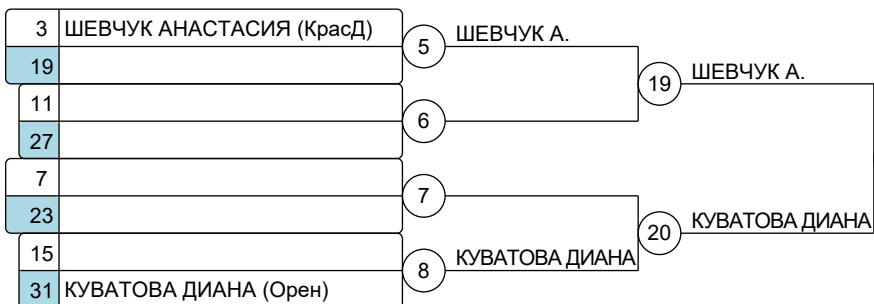 3 ШЕВЧУК АНАСТАСИЯ (КрасД)
19
5 ШЕВЧУК А.
11
27
6
19 ШЕВЧУК А.
7
23
7
15
31 КУВАТОВА ДИАНА (Орен)
8 КУВАТОВА ДИАНА
20 КУВАТОВА ДИАНА